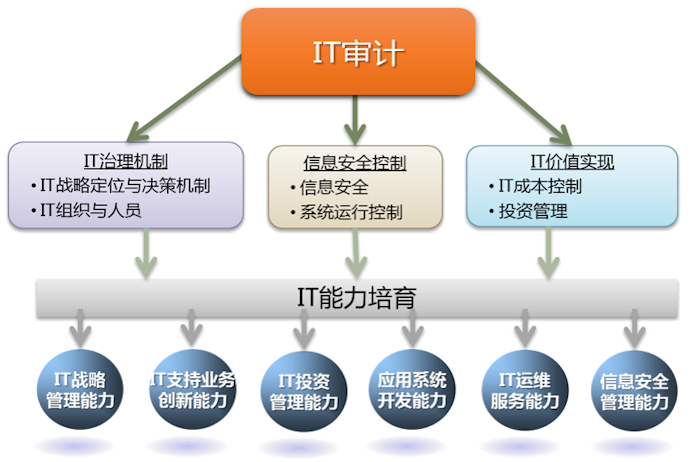 IT审计
IT治理机制
• IT战略定位与决策机制
• IT组织与人员
信息安全控制
• 信息安全
• 系统运行控制
IT价值实现
• IT成本控制
• 投资管理
IT能力培育
IT战略
管理能力
IT支持业务
创新能力
IT投资
管理能力
应用系统
开发能力
IT运维
服务能力
信息安全
管理能力